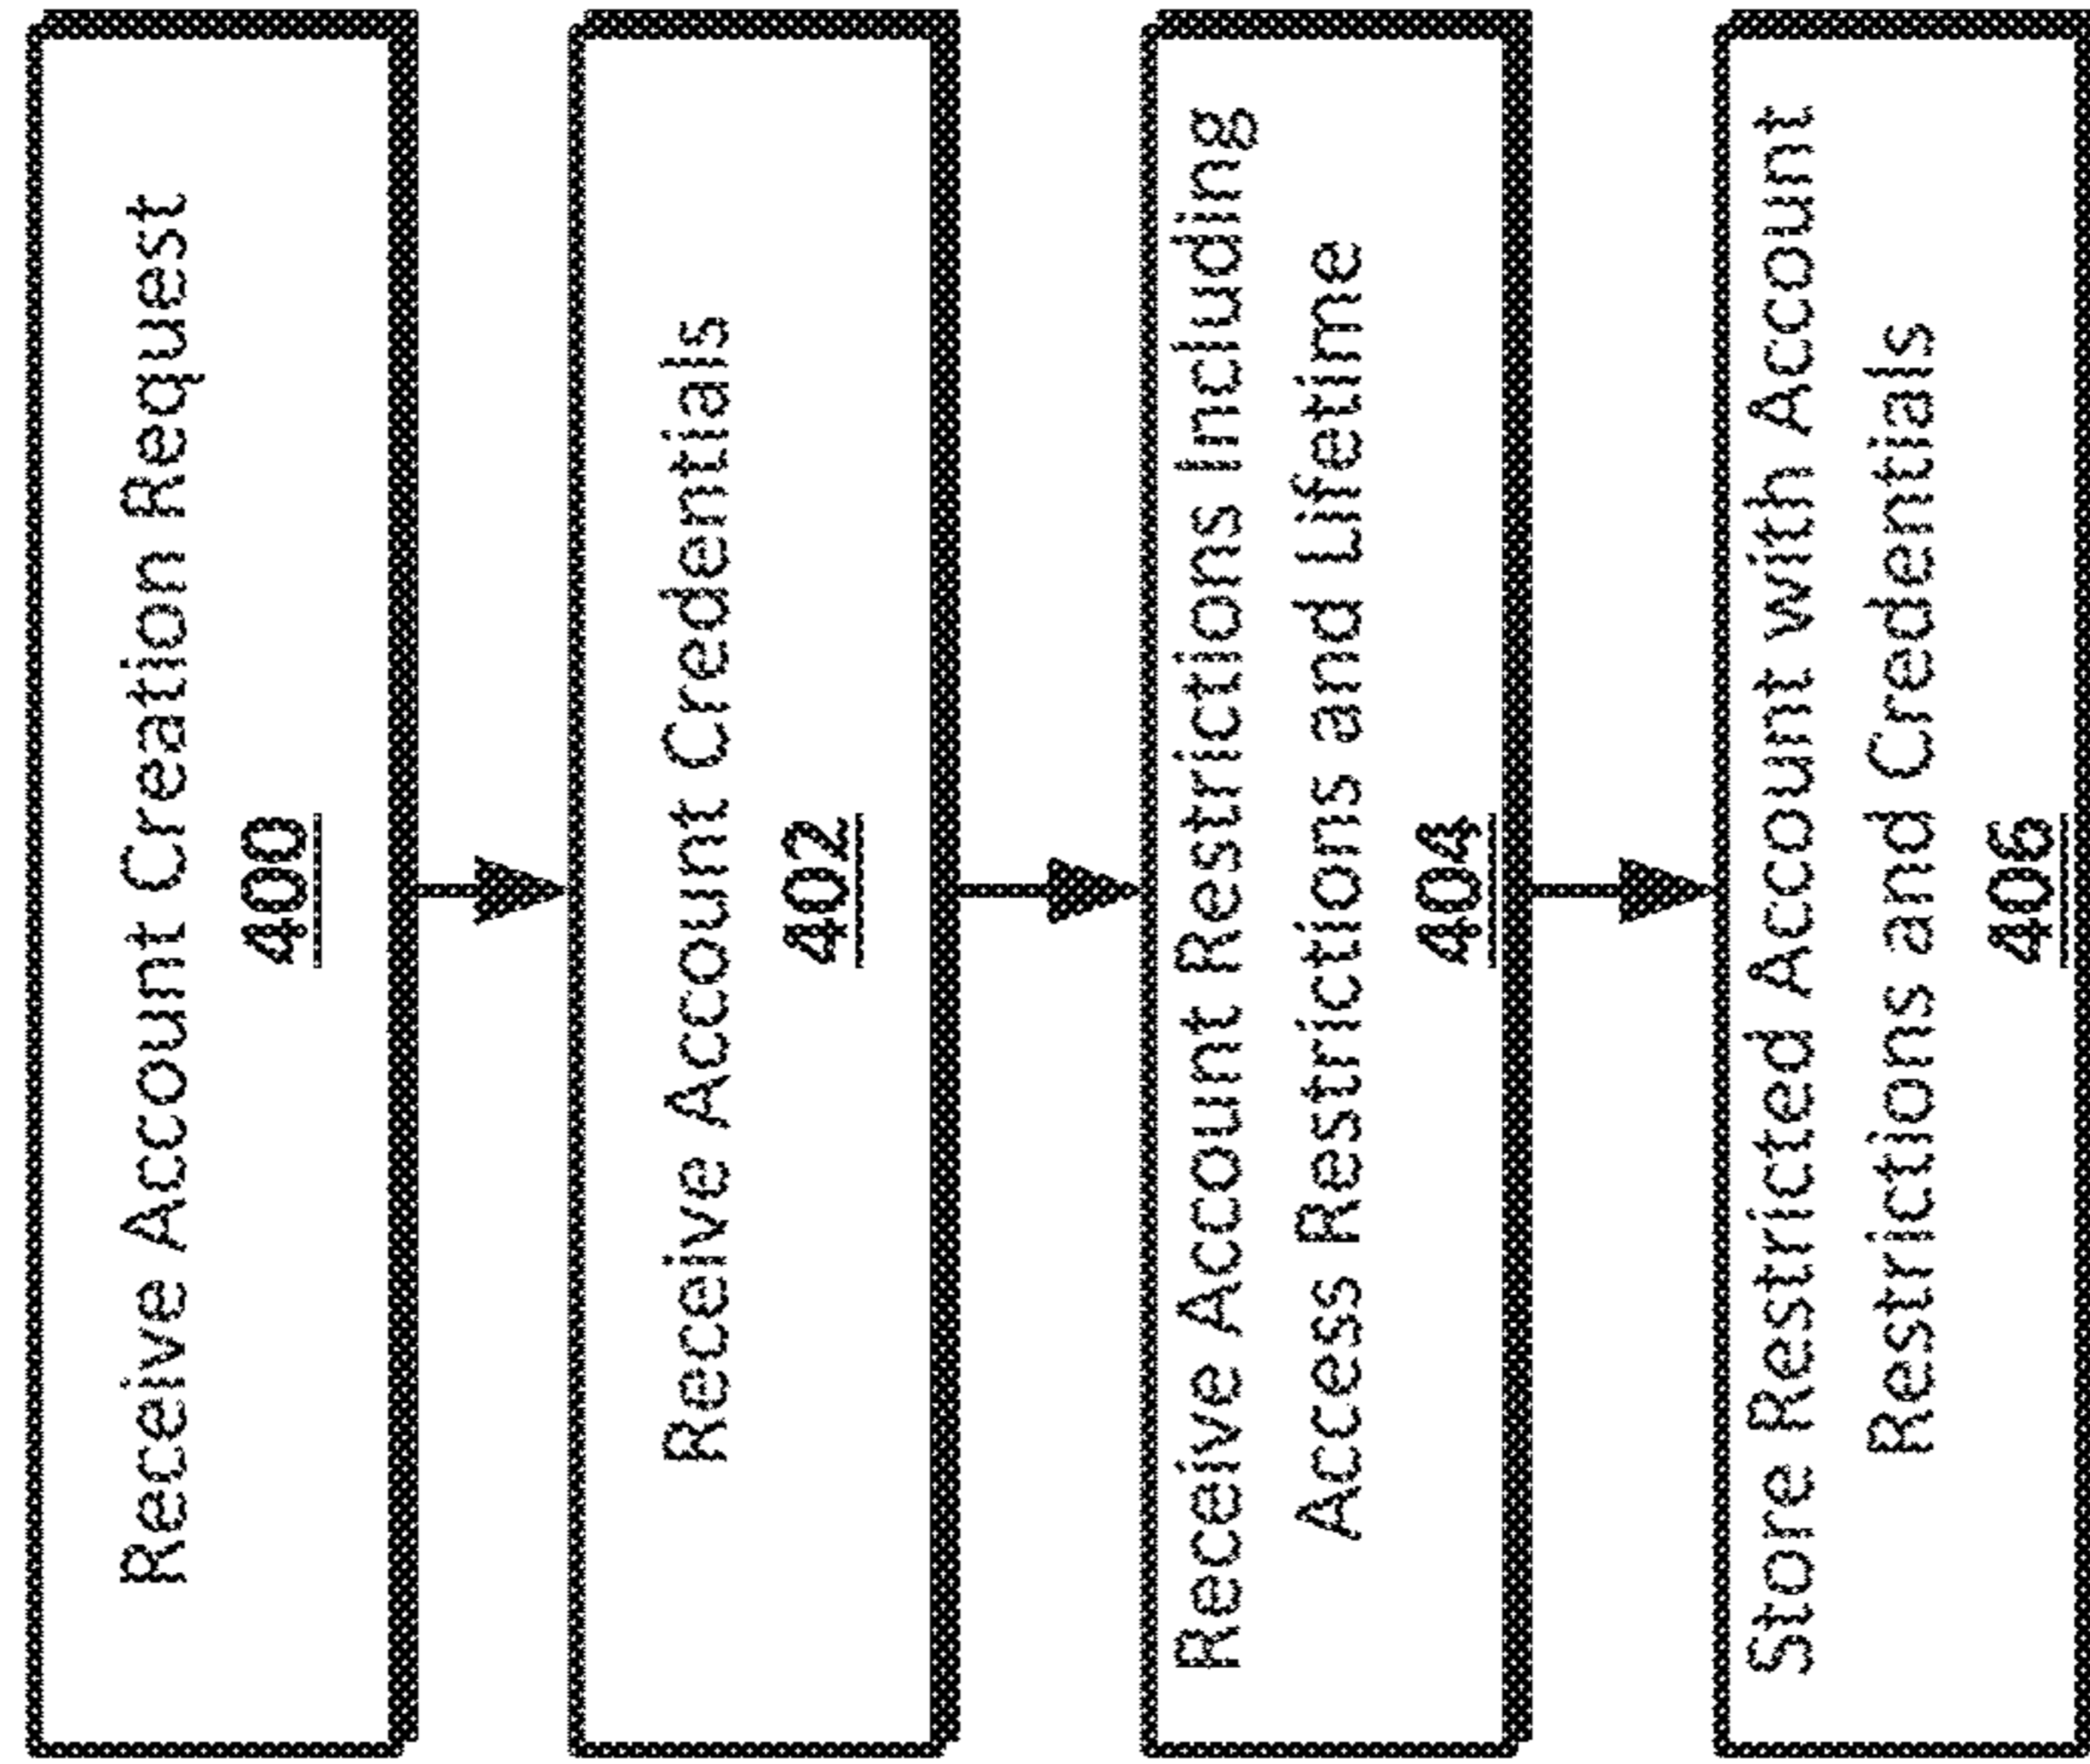 Receive Account Creation Request
400
Receive Account Credentials
402
Receive Account Restrictions Including
Access Restrictions and Lifetime
404
Store Restricted Account with Account
Restrictions and Credentials
406